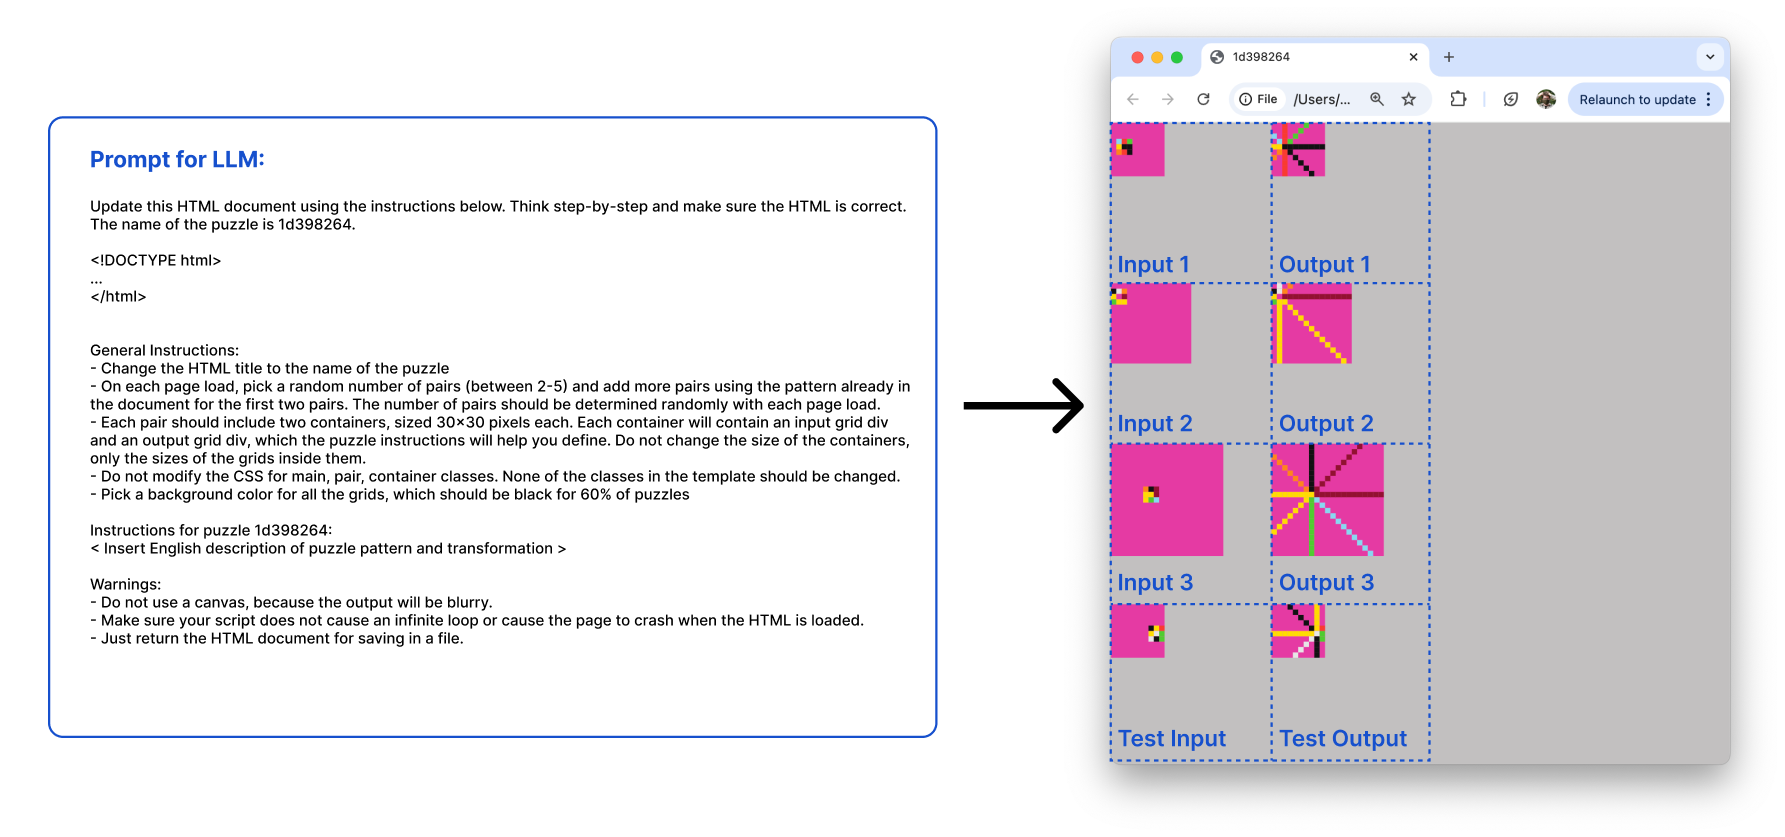 Prompt for LLM:
Update this HTML document using the instructions below. Think step-by-step and make sure the HTML is correct.
The name of the puzzle is 1d398264.
<!DOCTYPE html>
...
</html>
General Instructions:
- Change the HTML title to the name of the puzzle
- On each page load, pick a random number of pairs (between 2-5) and add more pairs using the pattern already in
the document for the first two pairs. The number of pairs should be determined randomly with each page load.
- Each pair should include two containers, sized 30×30 pixels each. Each container will contain an input grid div
and an output grid div, which the puzzle instructions will help you define. Do not change the size of the containers,
only the sizes of the grids inside them.
- Do not modify the CSS for main, pair, container classes. None of the classes in the template should be changed.
- Pick a background color for all the grids, which should be black for 60% of puzzles
Instructions for puzzle 1d398264:
< Insert English description of puzzle pattern and transformation >
Warnings:
- Do not use a canvas, because the output will be blurry.
- Make sure your script does not cause an infinite loop or cause the page to crash when the HTML is loaded.
- Just return the HTML document for saving in a file.
1d398264
File /Users/... Relaunch to update
Input 1 Output 1
Input 2 Output 2
Input 3 Output 3
Test Input Test Output